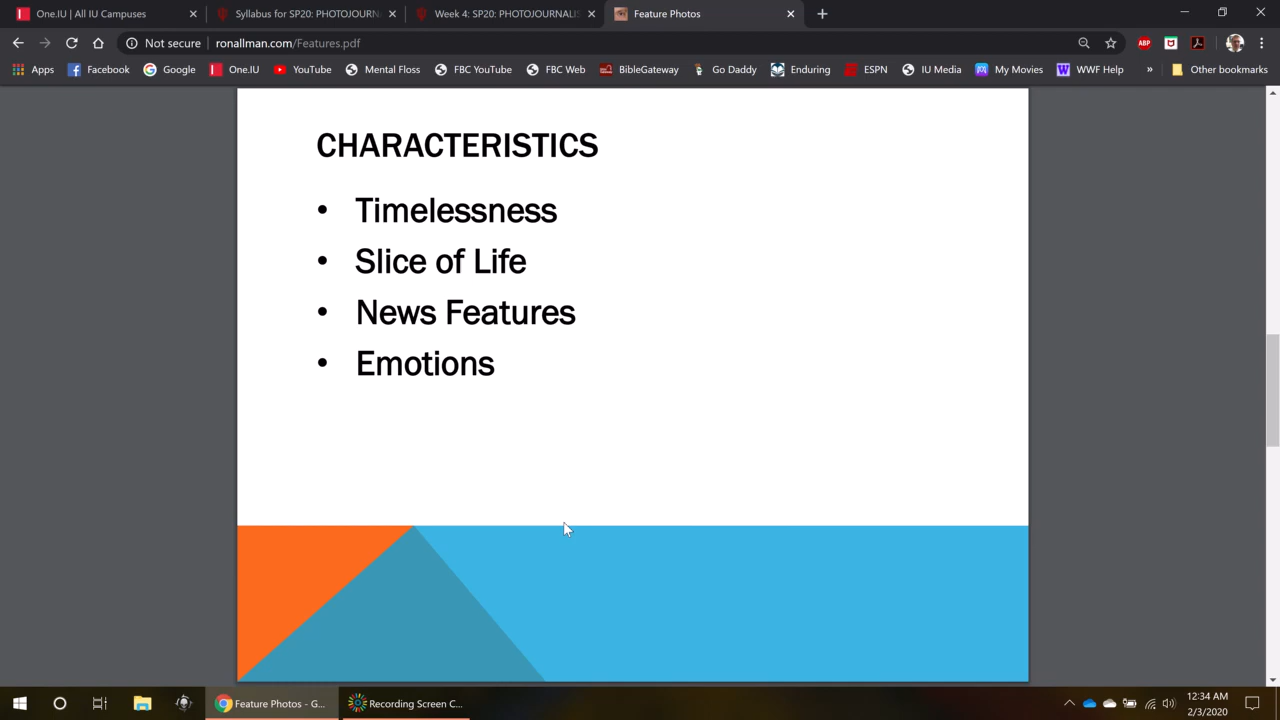 One.IU | All IU Campuses
Syllabus for SP20: PHOTOJOURN
Week 4: SP20: PHOTOJOURNALIS
Feature Photos
Not secure | ronallman.com/Features.pdf
ABP
Apps Facebook Google One.IU YouTube Mental Floss FBC YouTube FBC Web BibleGateway Go Daddy Enduring ESPN IU Media My Movies WWF Help » Other bookmarks
CHARACTERISTICS
• Timelessness
• Slice of Life
• News Features
• Emotions
Feature Photos - G...
Recording Screen C...
12:34 AM
2/3/2020